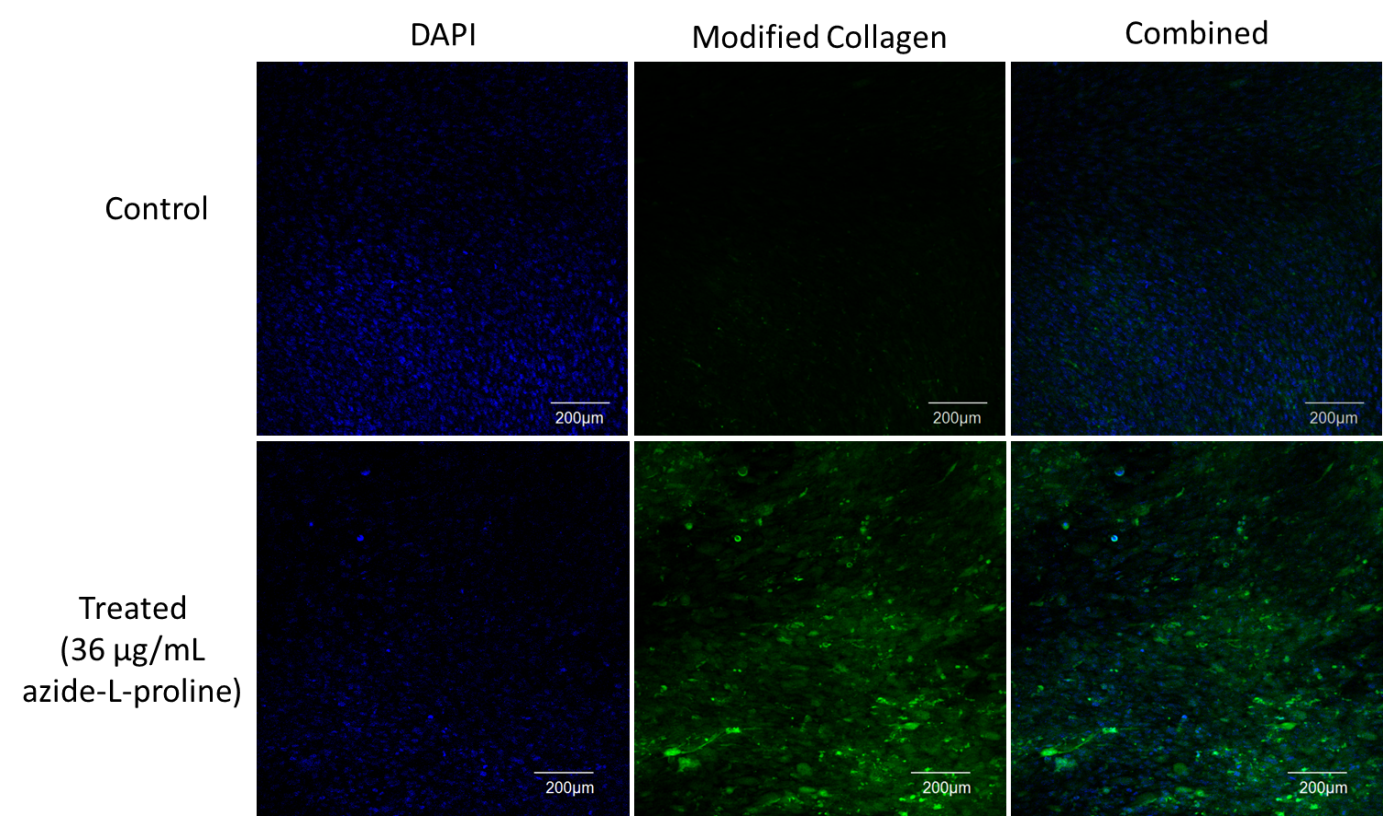 DAPI
Modified Collagen
Combined
Control
200µm
200µm
200µm
Treated
(36 µg/mL
azide-L-proline)
200µm
200µm
200µm